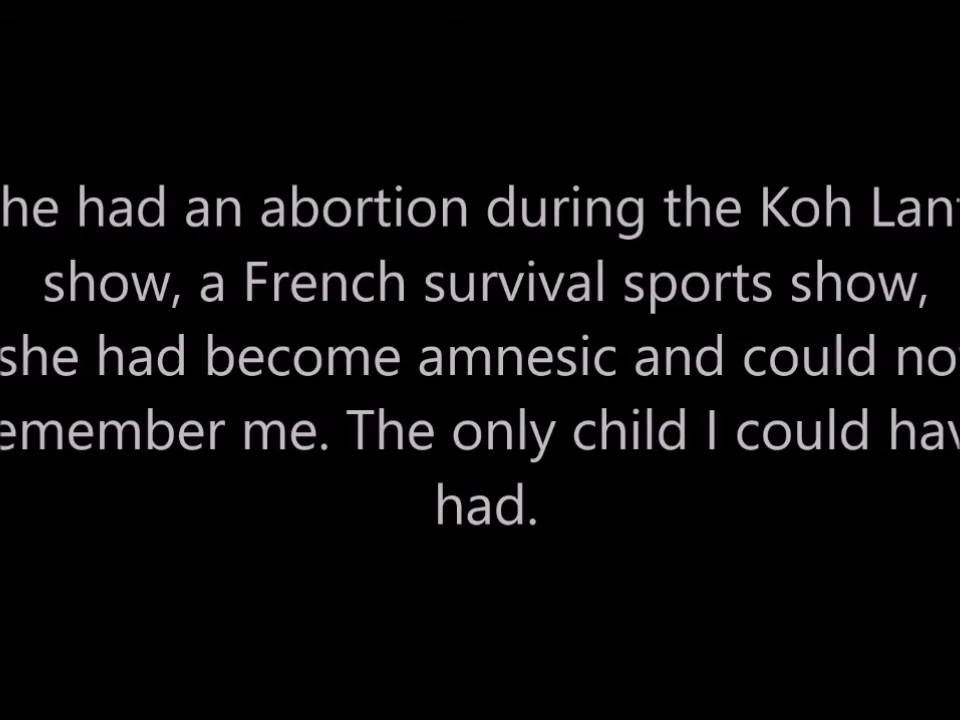 he had an abortion during the Koh Lant
show, a French survival sports show,
she had become amnesic and could no
emember me. The only child I could hav
had.